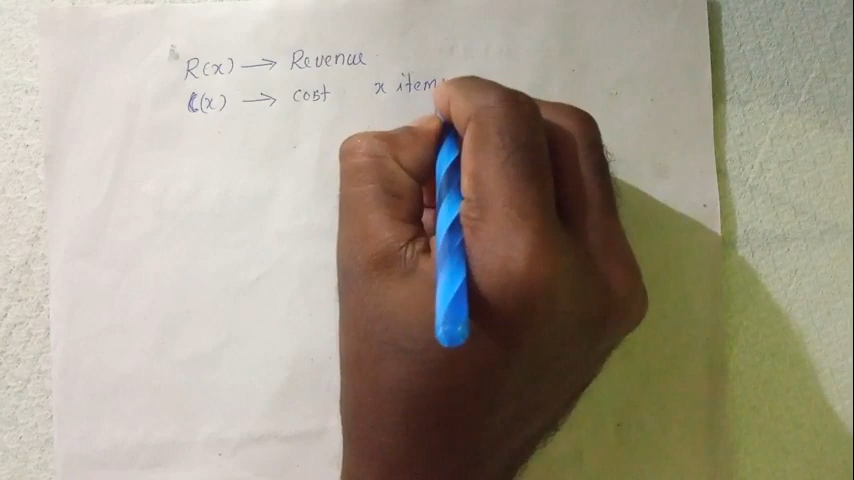 R(x) → Revenue
C(x) → cost x item